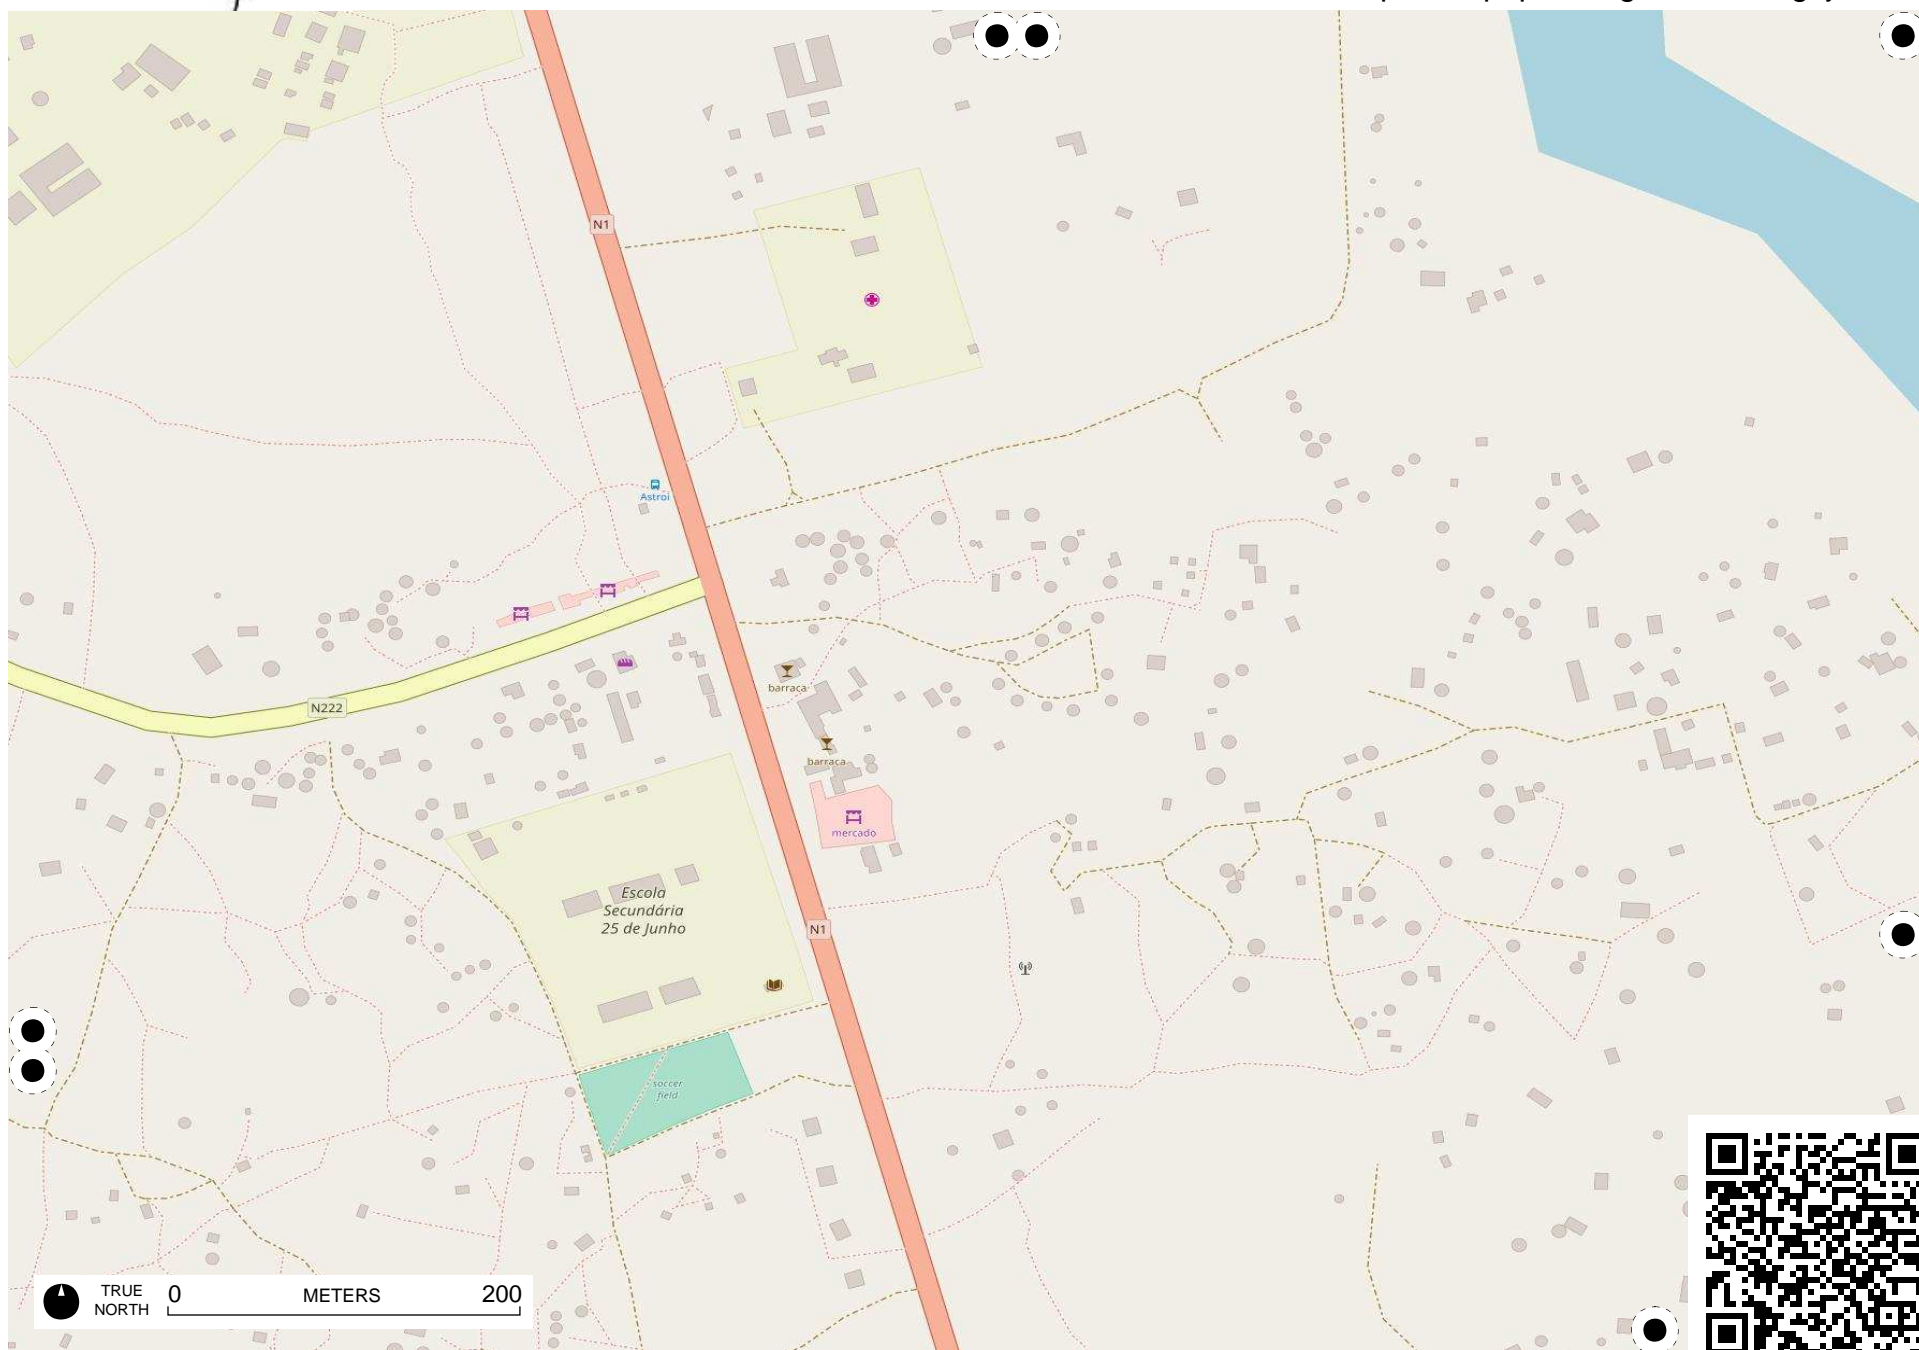 N1
Astroi
barraca
N222
barraca
mercado
Escola
Secundária
25 de Junho
N1
soccer
field
TRUE
NORTH
0 METERS 200